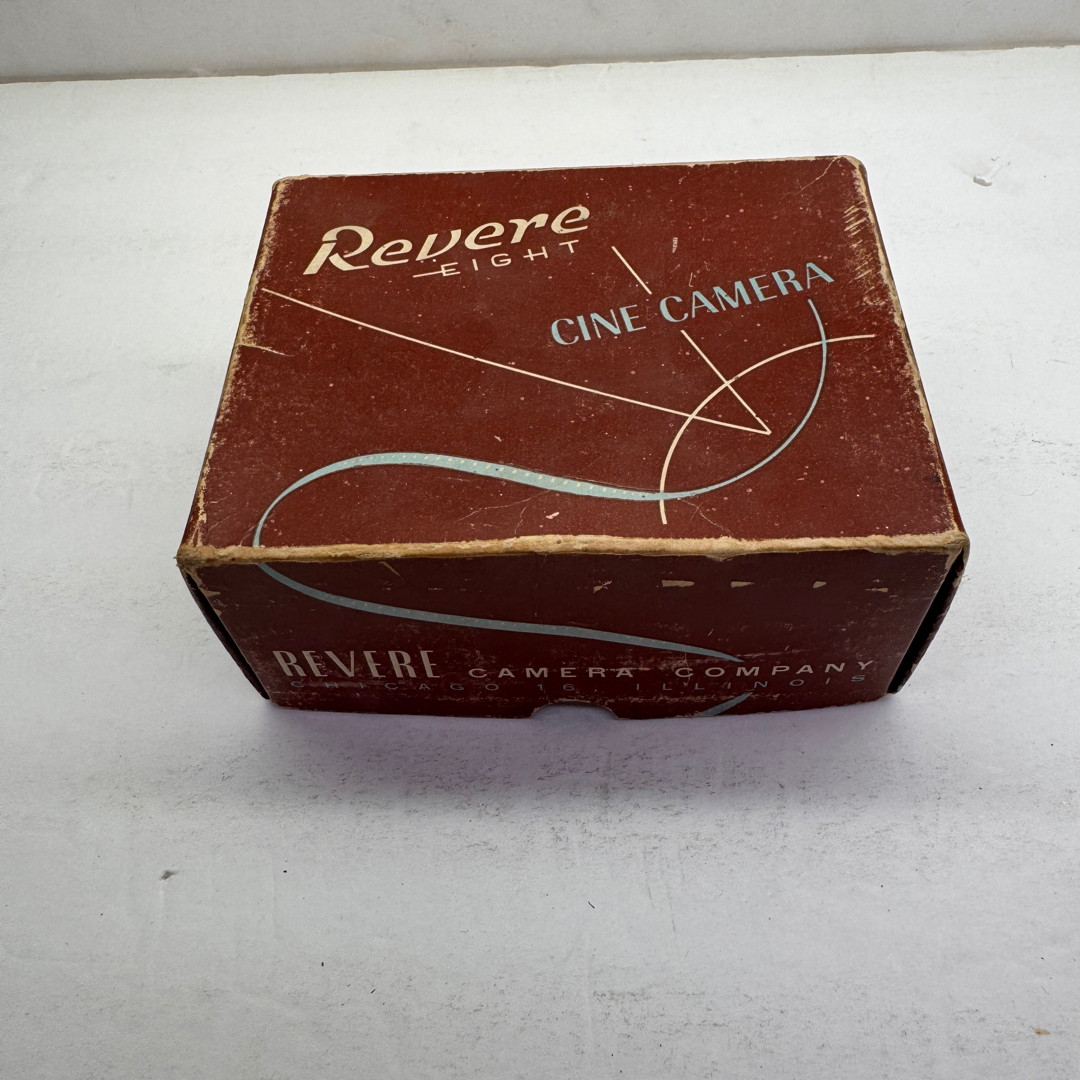 Revere
EIGHT
CINE CAMERA
REVERE CAMERA COMPANY
CHICAGO 16, ILLINOIS